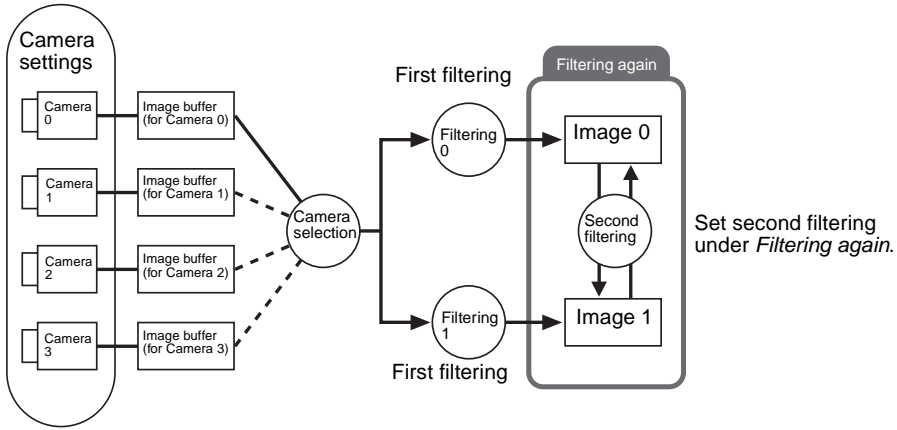 Camera
settings
Camera
0
Image buffer
(for Camera 0)
Camera
1
Image buffer
(for Camera 1)
Camera
2
Image buffer
(for Camera 2)
Camera
3
Image buffer
(for Camera 3)
Camera
selection
First filtering
Filtering
0
Filtering
1
First filtering
Filtering again
Image 0
Second
filtering
Image 1
Set second filtering
under Filtering again.